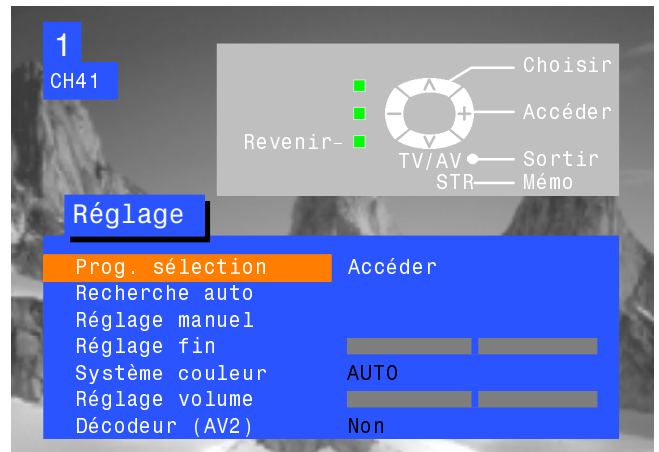 1
CH41
Choisir
Accéder
Revenir
TV/AV Sortir
STR Mémo
Réglage
Prog. sélection Accéder
Recherche auto
Réglage manuel
Réglage fin
Système couleur AUTO
Réglage volume
Décodeur (AV2) Non